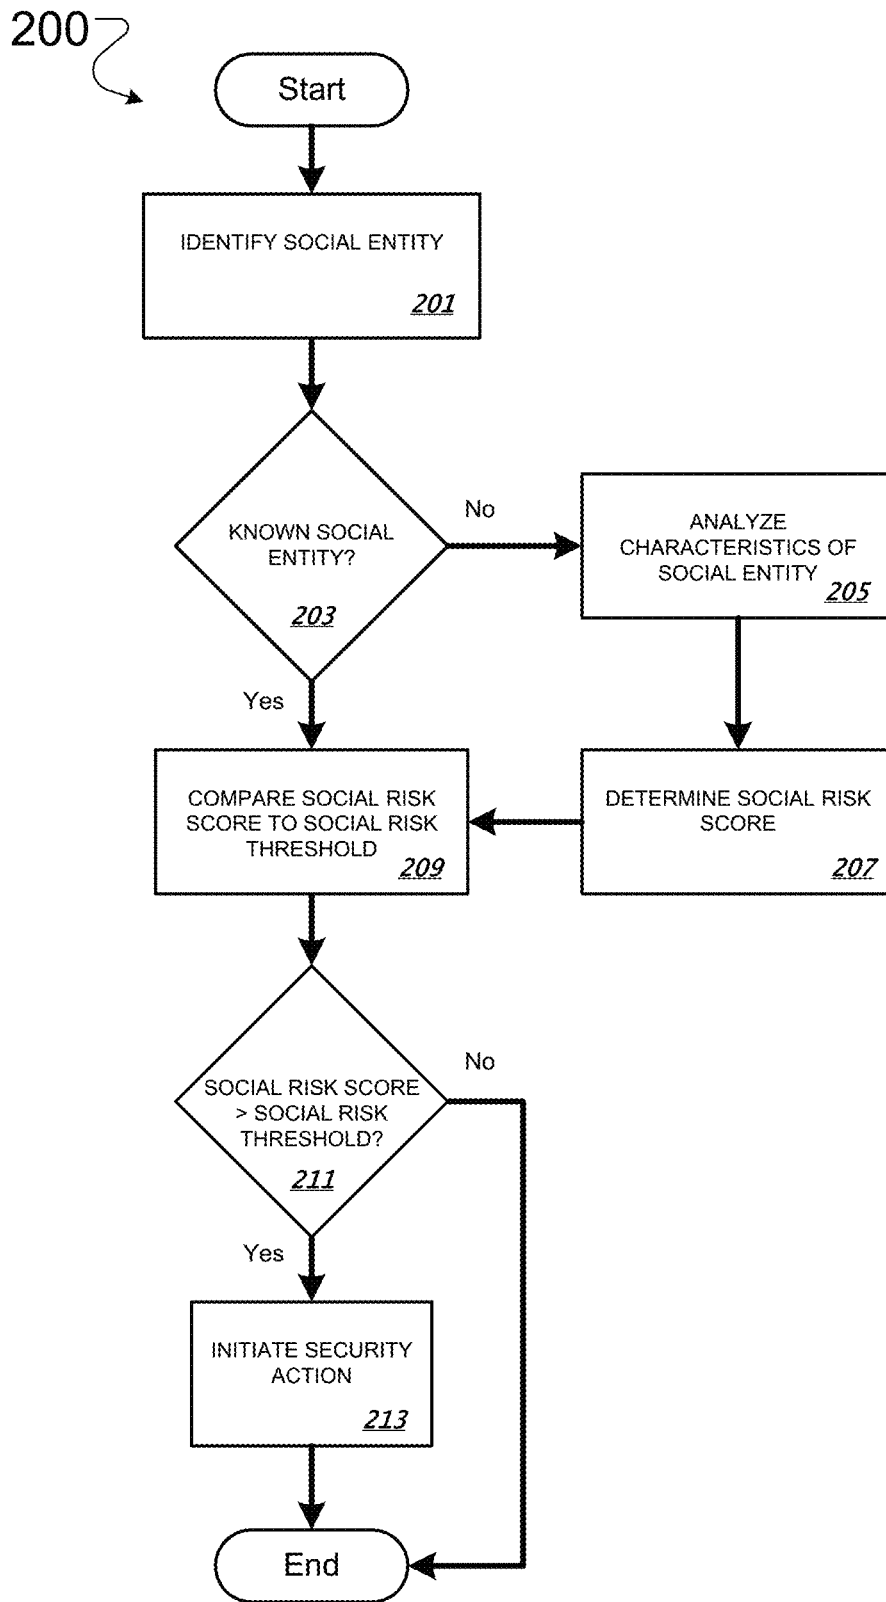 200
Start
IDENTIFY SOCIAL ENTITY
201
KNOWN SOCIAL
ENTITY?
203
No
ANALYZE
CHARACTERISTICS OF
SOCIAL ENTITY
205
Yes
COMPARE SOCIAL RISK
SCORE TO SOCIAL RISK
THRESHOLD
209
DETERMINE SOCIAL RISK
SCORE
207
SOCIAL RISK SCORE
> SOCIAL RISK
THRESHOLD?
211
No
Yes
INITIATE SECURITY
ACTION
213
End